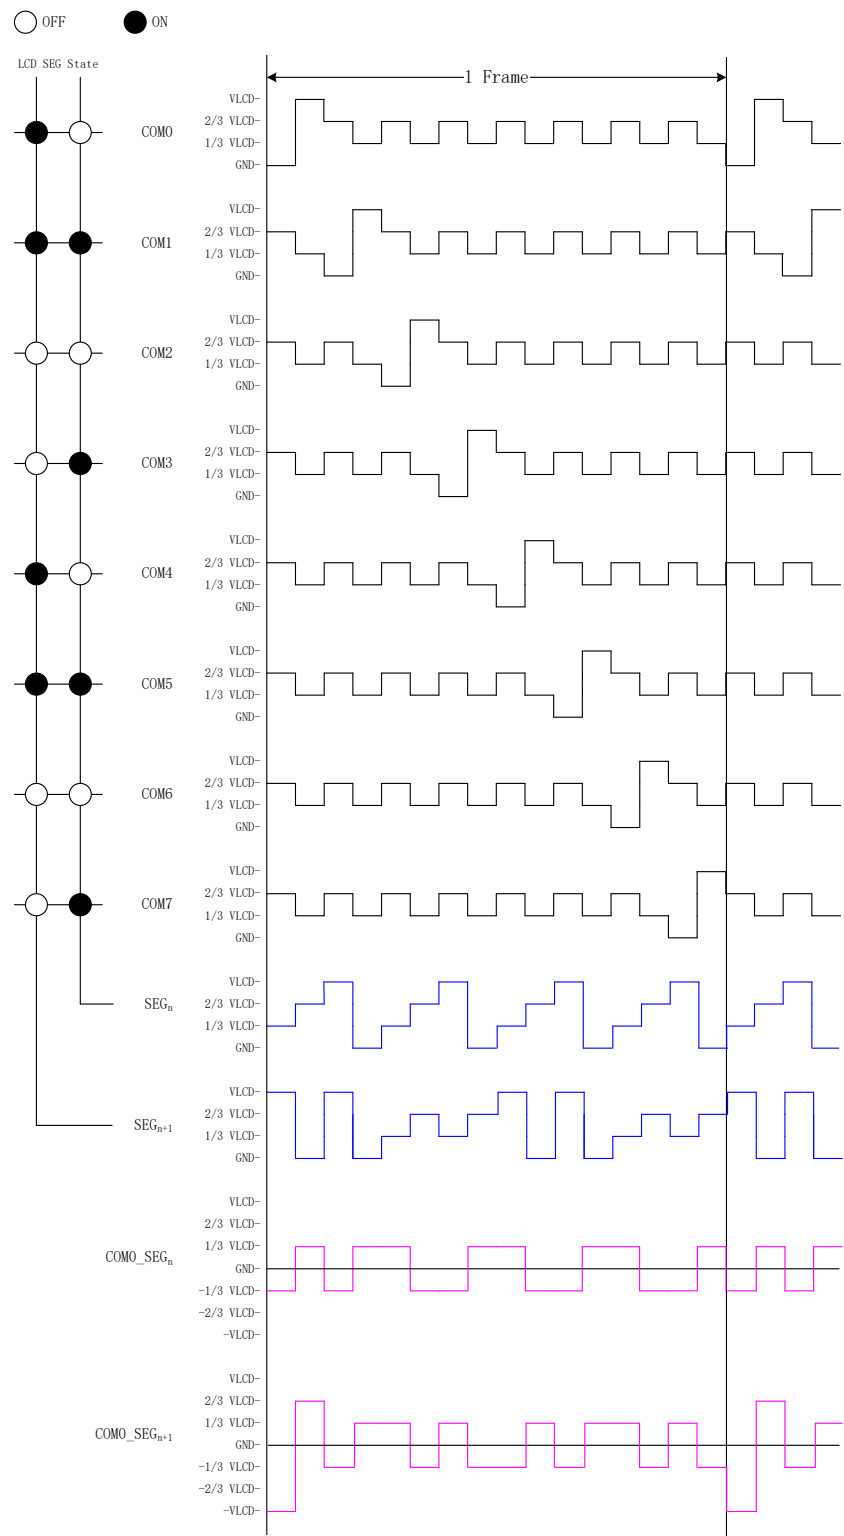 OFF ON
LCD SEG State
1 Frame
VLCD-
2/3 VLCD-
COM0
1/3 VLCD-
GND-
VLCD-
2/3 VLCD-
COM1
1/3 VLCD-
GND-
VLCD-
2/3 VLCD-
COM2
1/3 VLCD-
GND-
VLCD-
2/3 VLCD-
COM3
1/3 VLCD-
GND-
VLCD-
2/3 VLCD-
COM4
1/3 VLCD-
GND-
VLCD-
2/3 VLCD-
COM5
1/3 VLCD-
GND-
VLCD-
2/3 VLCD-
COM6
1/3 VLCD-
GND-
VLCD-
2/3 VLCD-
COM7
1/3 VLCD-
GND-
VLCD-
SEGn 2/3 VLCD-
1/3 VLCD-
GND-
VLCD-
2/3 VLCD-
SEGn+1
1/3 VLCD-
GND-
VLCD-
2/3 VLCD-
1/3 VLCD-
COM0_SEGn
GND-
-1/3 VLCD-
-2/3 VLCD-
-VLCD-
VLCD-
2/3 VLCD-
1/3 VLCD-
COM0_SEGn+1
GND-
-1/3 VLCD-
-2/3 VLCD-
-VLCD-